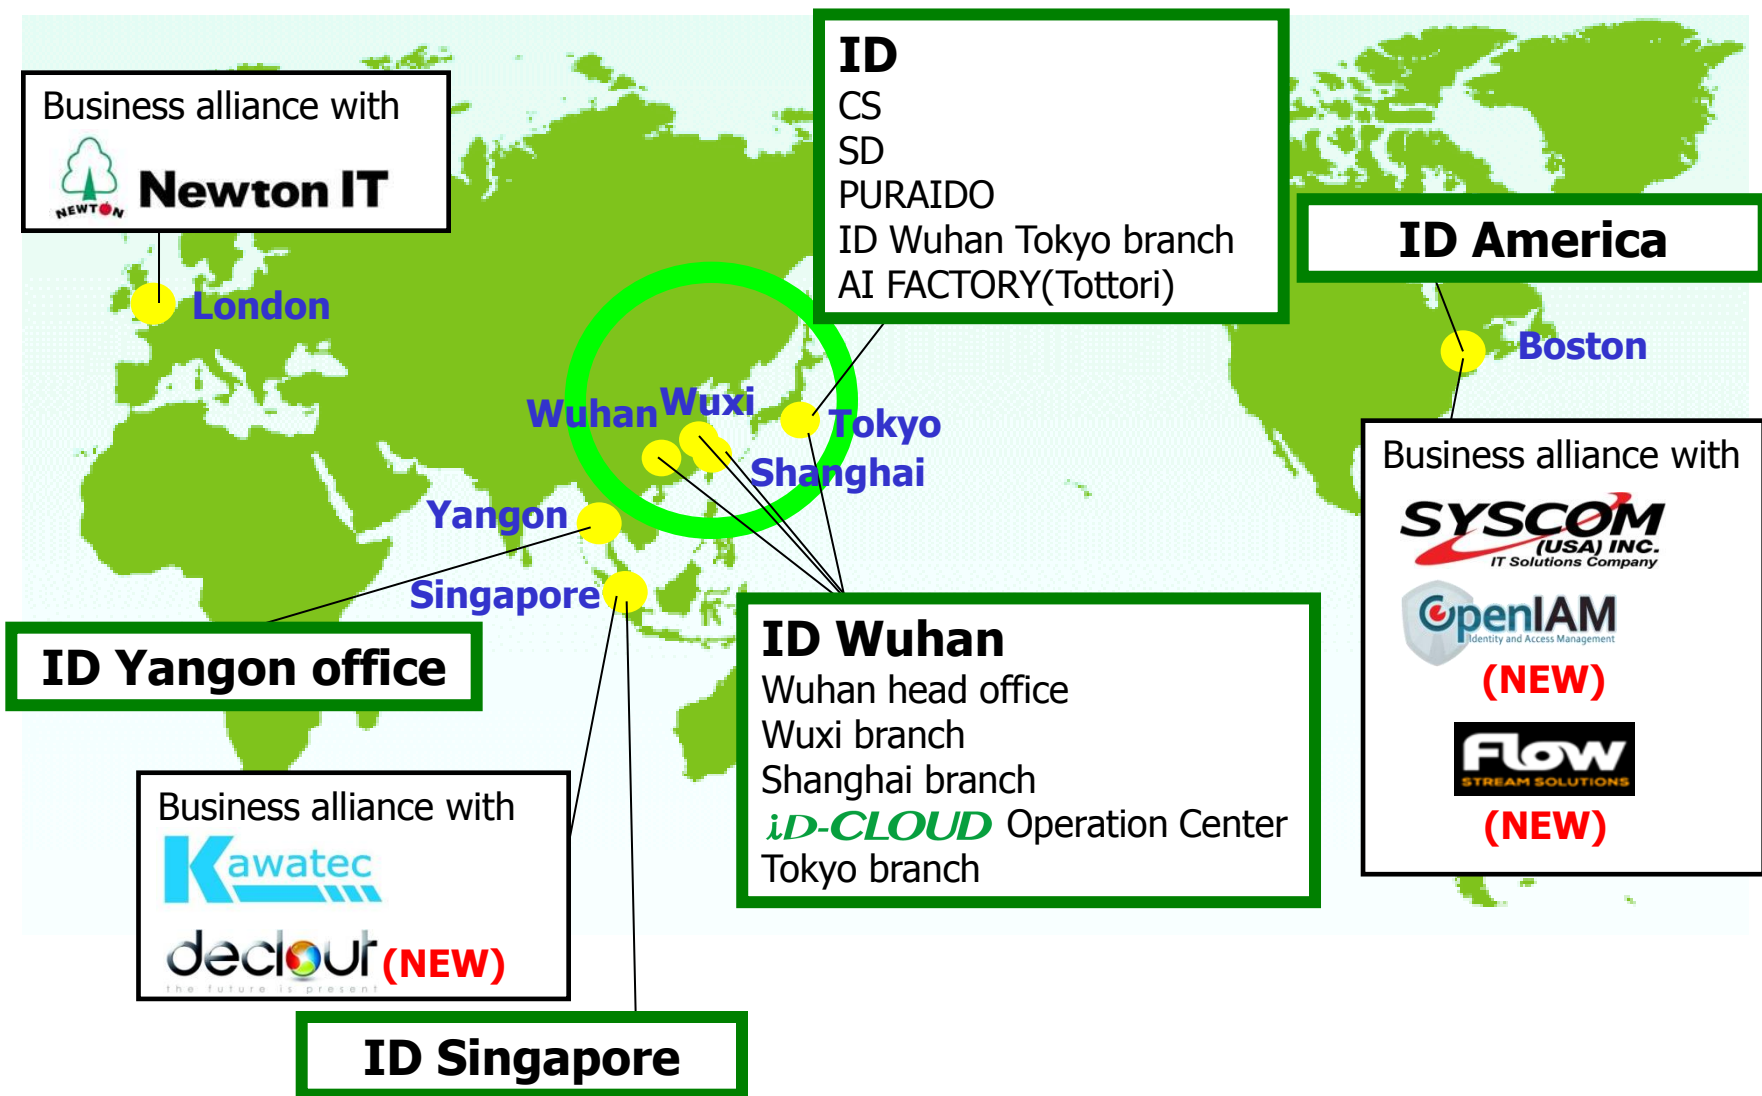 Business alliance with
NEWTON
Newton IT
London
ID
CS
SD
PURAIDO
ID Wuhan Tokyo branch
AI FACTORY(Tottori)
ID America
Boston
Wuhan
Wuxi
Tokyo
Shanghai
Yangon
Singapore
ID Yangon office
Business alliance with
Kawatec
declout (NEW)
the future is present
ID Singapore
ID Wuhan
Wuhan head office
Wuxi branch
Shanghai branch
iD-CLOUD Operation Center
Tokyo branch
Business alliance with
SYSCOM
(USA) INC.
IT Solutions Company
OpenIAM
Identity and Access Management
(NEW)
Flow
STREAM SOLUTIONS
(NEW)